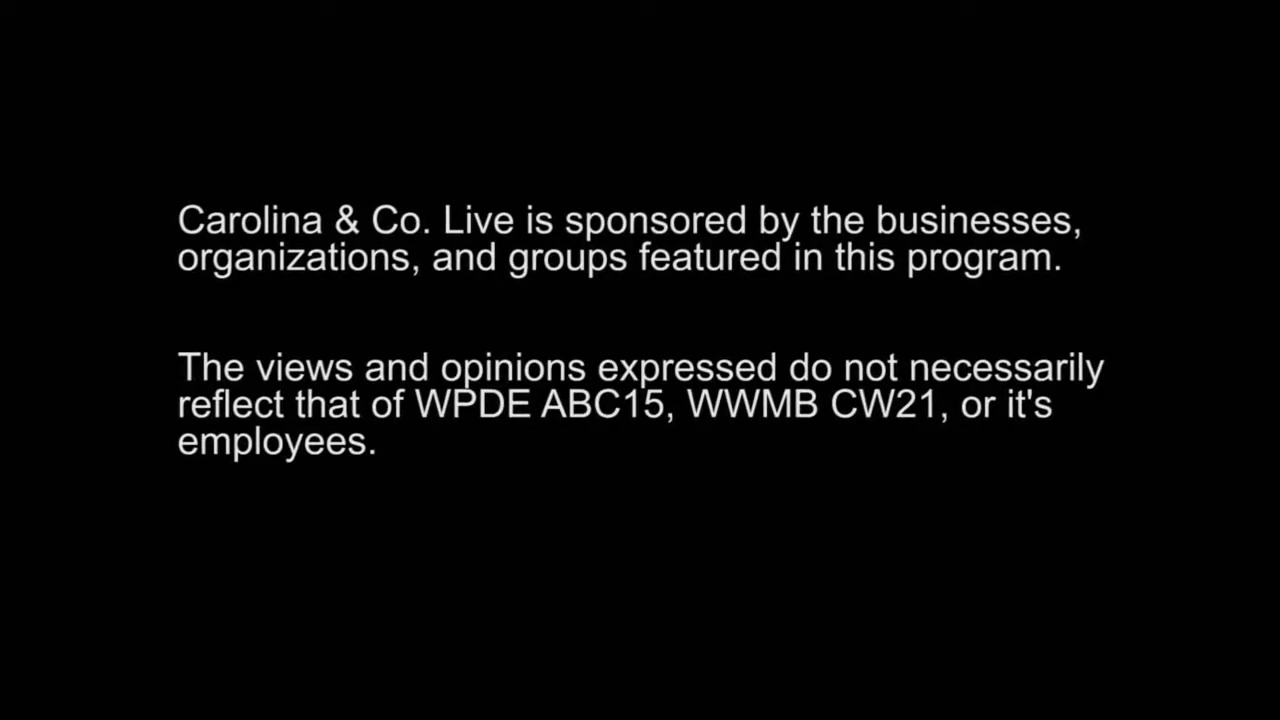 Carolina & Co. Live is sponsored by the businesses,
organizations, and groups featured in this program.
The views and opinions expressed do not necessarily
reflect that of WPDE ABC15, WWMB CW21, or it's
employees.